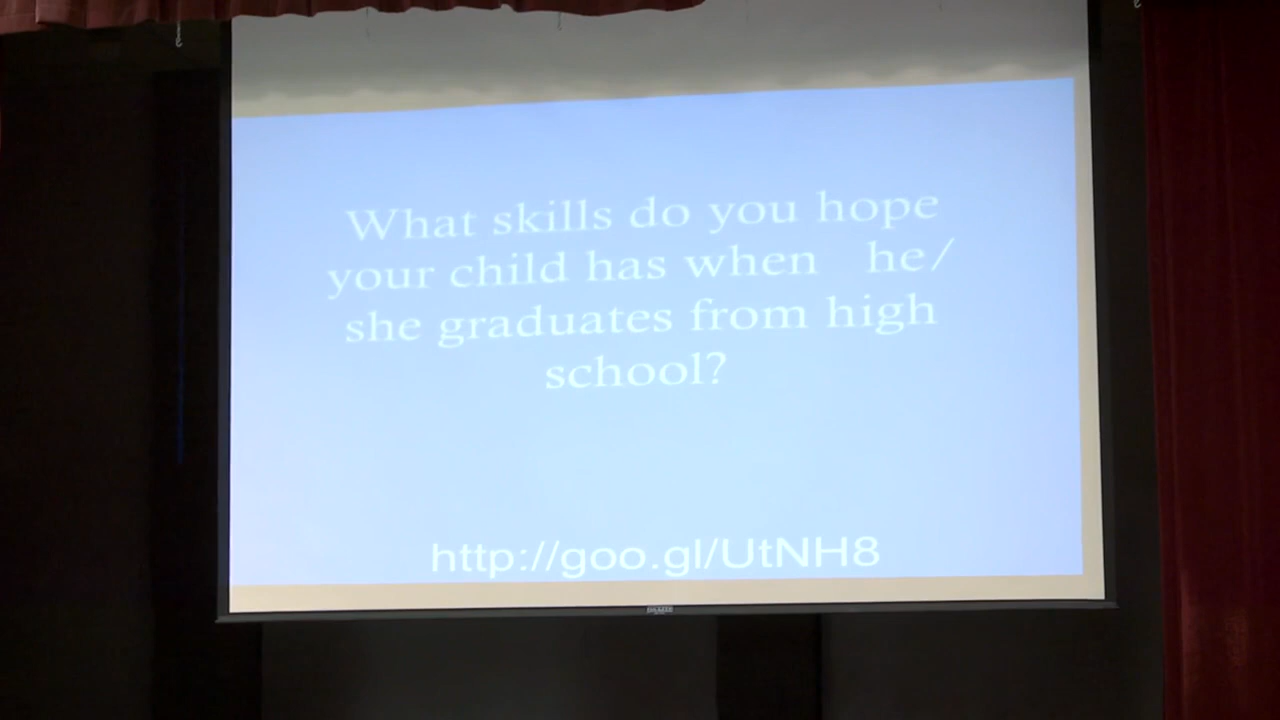 What skills do you hope
your child has when he/
she graduates from high
school?
http://goo.gl/UtNH8